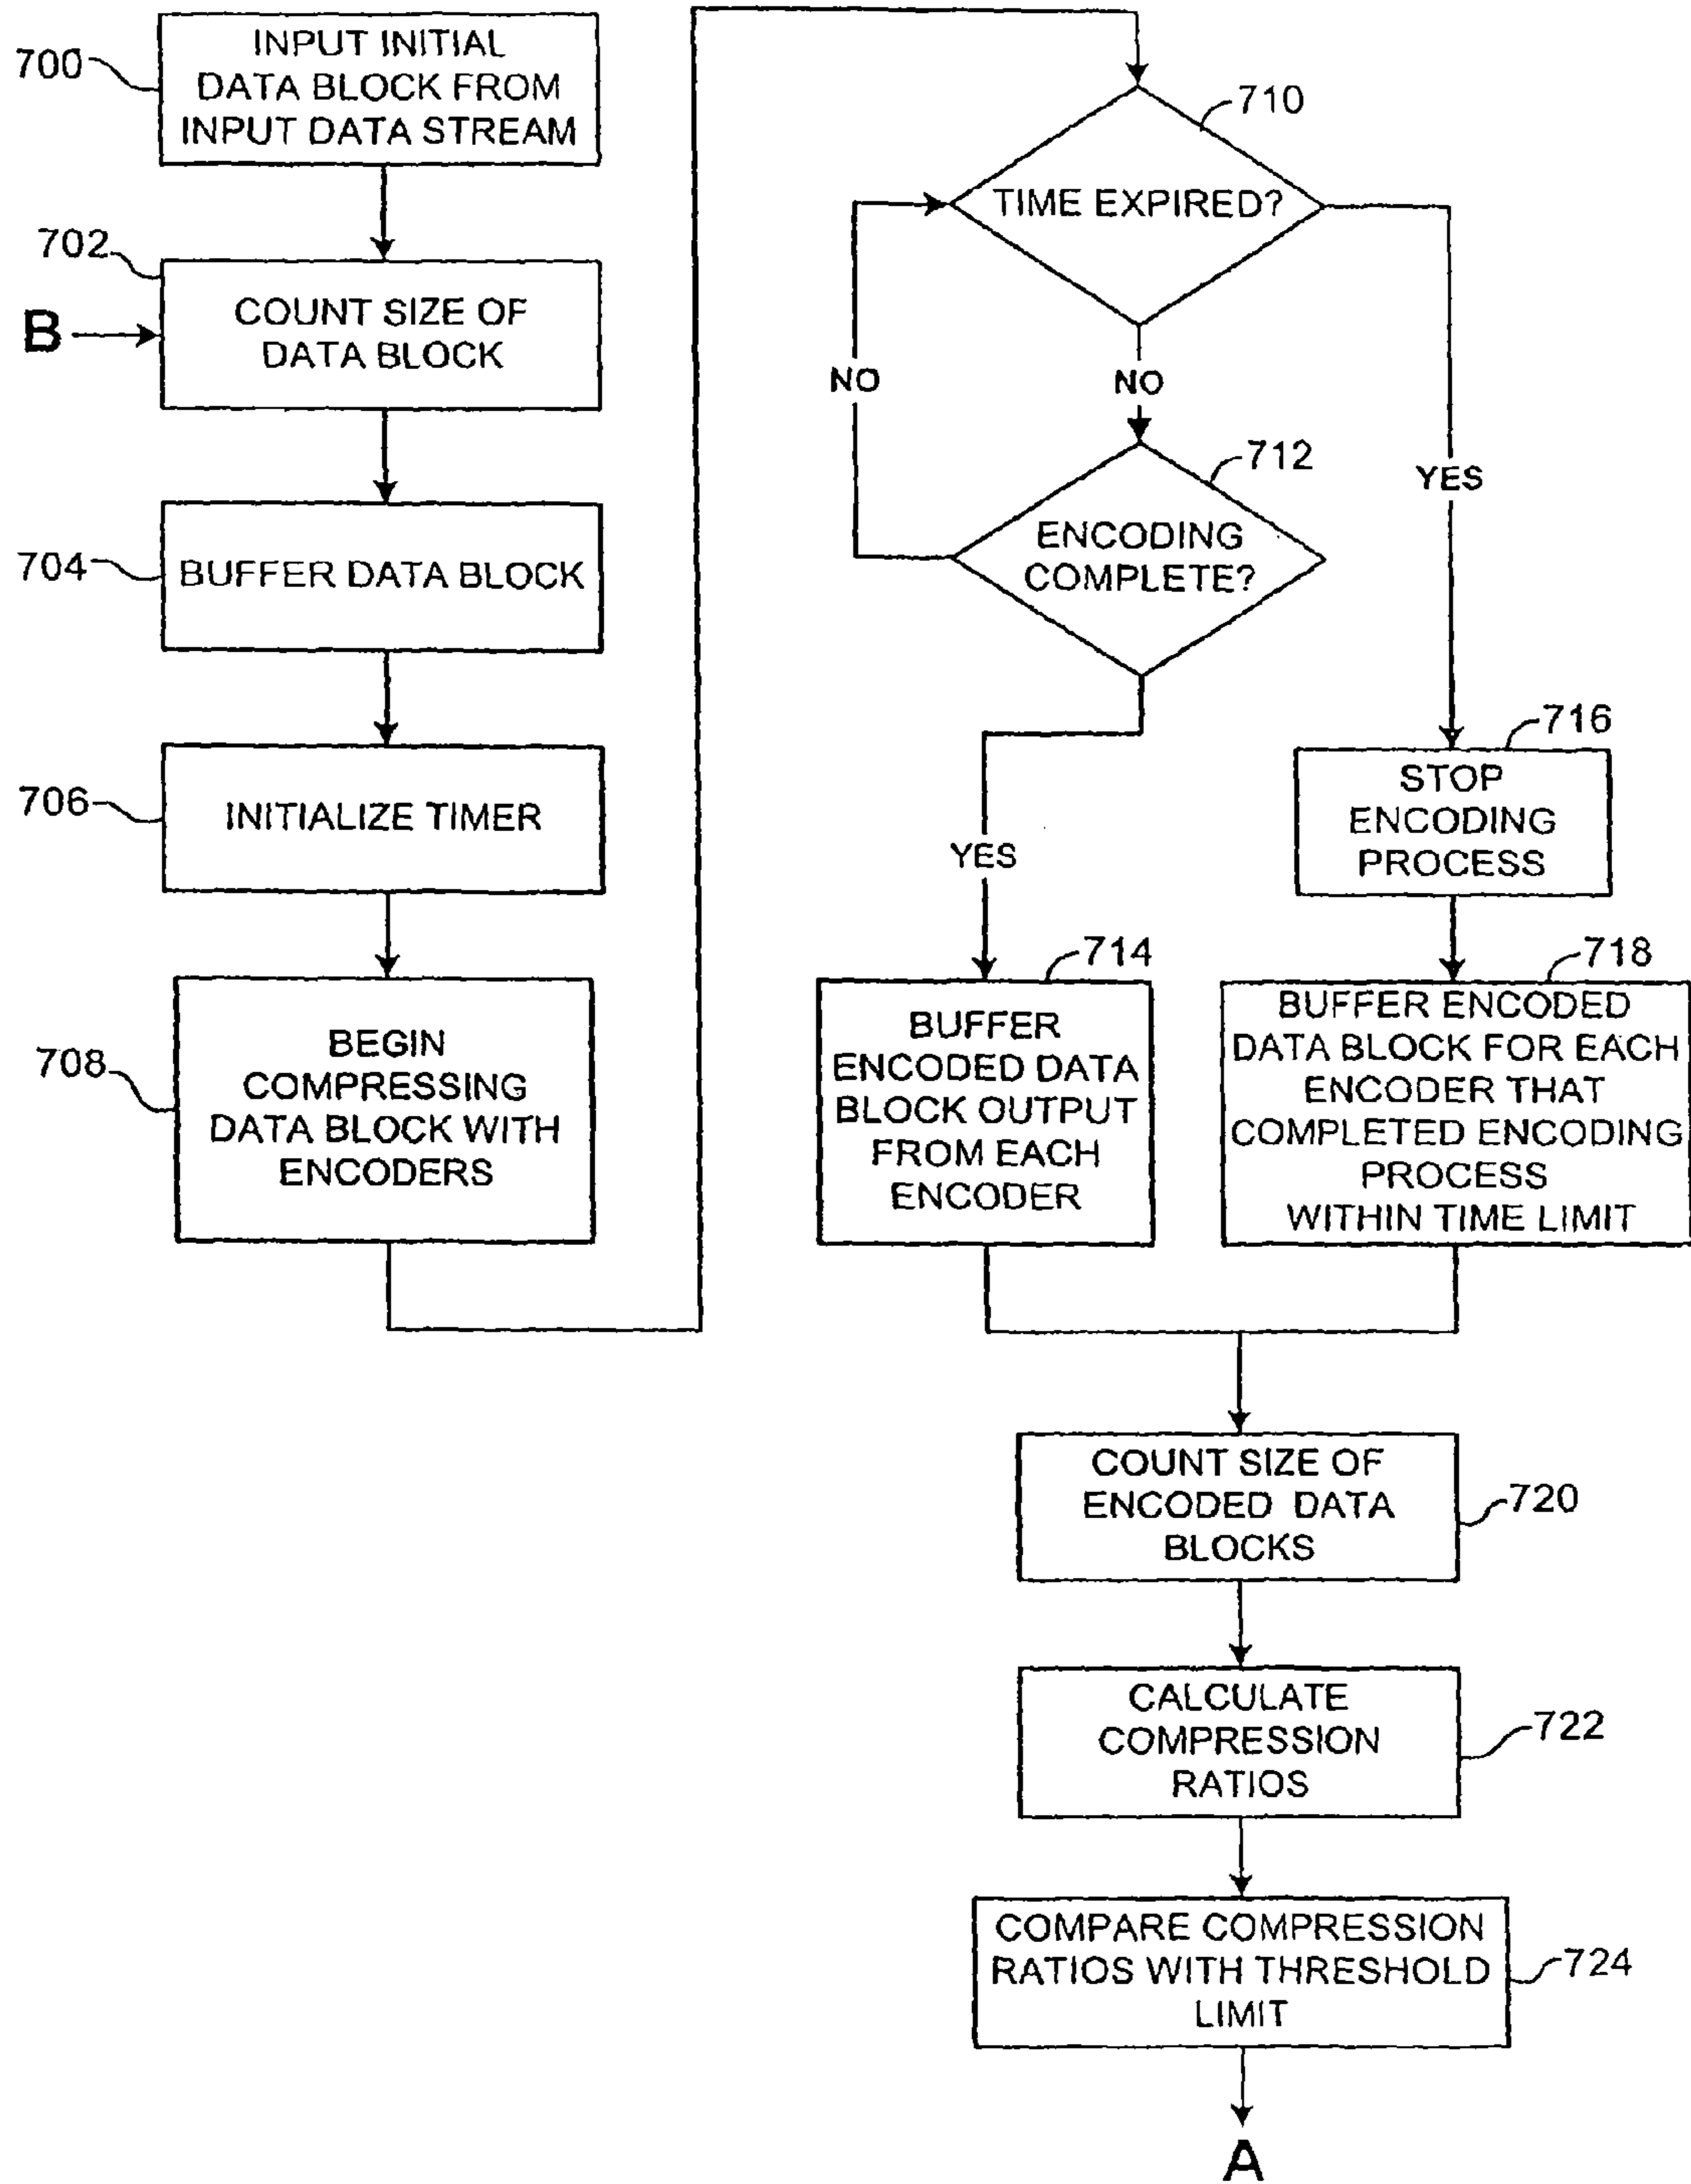 700
INPUT INITIAL
DATA BLOCK FROM
INPUT DATA STREAM
702
B
COUNT SIZE OF
DATA BLOCK
704
BUFFER DATA BLOCK
706
INITIALIZE TIMER
708
BEGIN
COMPRESSING
DATA BLOCK WITH
ENCODERS
710
TIME EXPIRED?
NO
NO
YES
712
ENCODING
COMPLETE?
YES
716
STOP
ENCODING
PROCESS
714
BUFFER
ENCODED DATA
BLOCK OUTPUT
FROM EACH
ENCODER
718
BUFFER ENCODED
DATA BLOCK FOR EACH
ENCODER THAT
COMPLETED ENCODING
PROCESS
WITHIN TIME LIMIT
COUNT SIZE OF
ENCODED DATA
BLOCKS
720
CALCULATE
COMPRESSION
RATIOS
722
COMPARE COMPRESSION
RATIOS WITH THRESHOLD
LIMIT
724
A